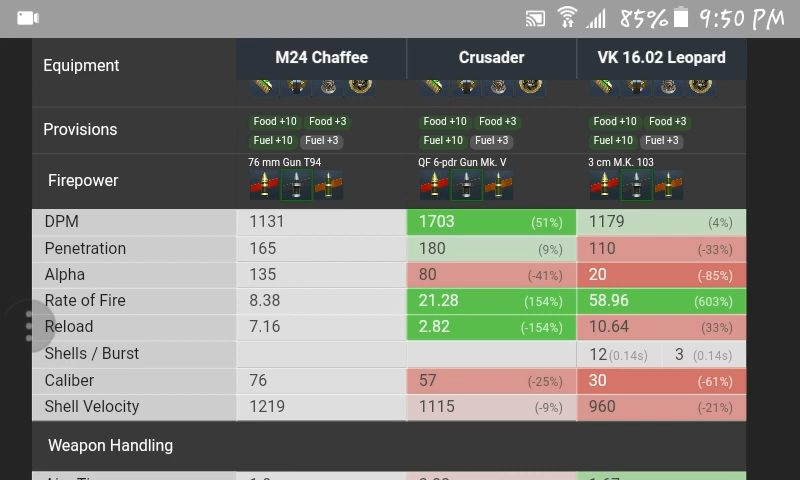 85% 9:50 PM
Equipment M24 Chaffee Crusader VK 16.02 Leopard
Provisions Food +10 Food +3 Food +10 Food +3 Food +10 Food +3
Fuel +10 Fuel +3 Fuel +10 Fuel +3 Fuel +10 Fuel +3
76 mm Gun T94 QF 6-pdr Gun Mk. V 3 cm M.K. 103
Firepower
DPM 1131 1703 (51%) 1179 (4%)
Penetration 165 180 (9%) 110 (-33%)
Alpha 135 80 (-41%) 20 (-85%)
Rate of Fire 8.38 21.28 (154%) 58.96 (603%)
Reload 7.16 2.82 (-154%) 10.64 (33%)
Shells / Burst 12 (0.14s) 3 (0.14s)
Caliber 76 57 (-25%) 30 (-61%)
Shell Velocity 1219 1115 (-9%) 960 (-21%)
Weapon Handling